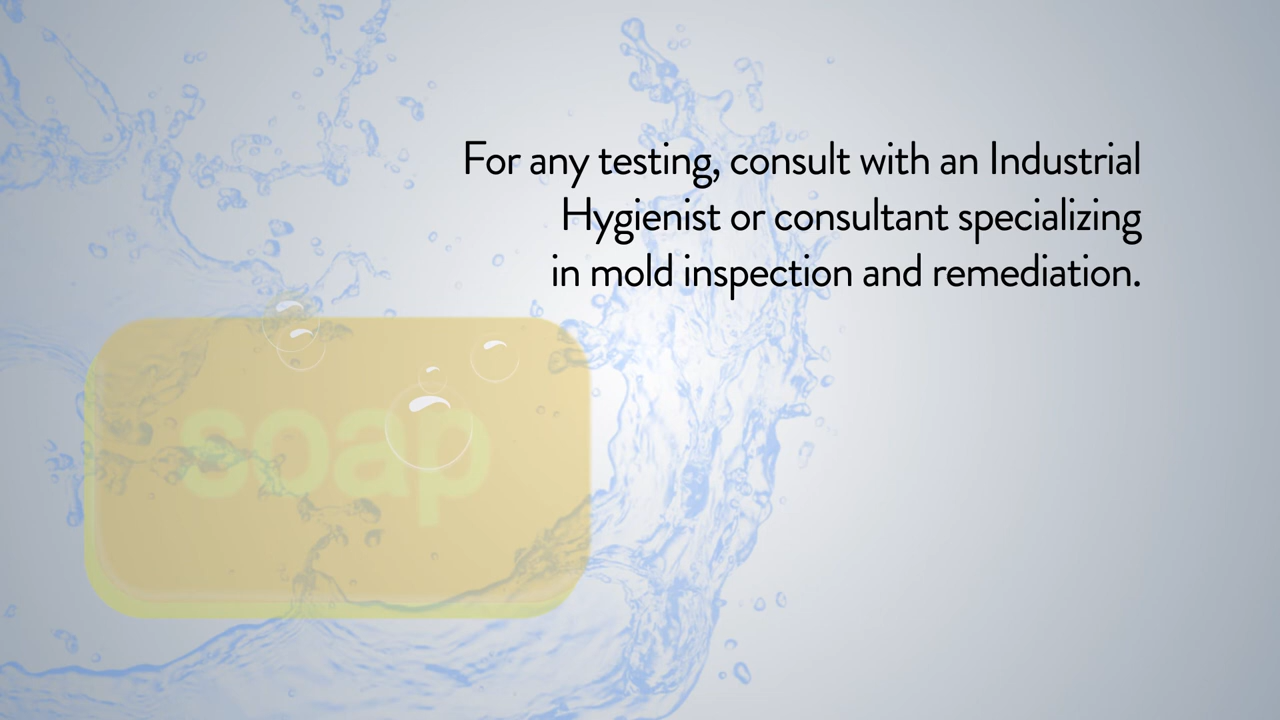 For any testing, consult with an Industrial
Hygienist or consultant specializing
in mold inspection and remediation.
soap